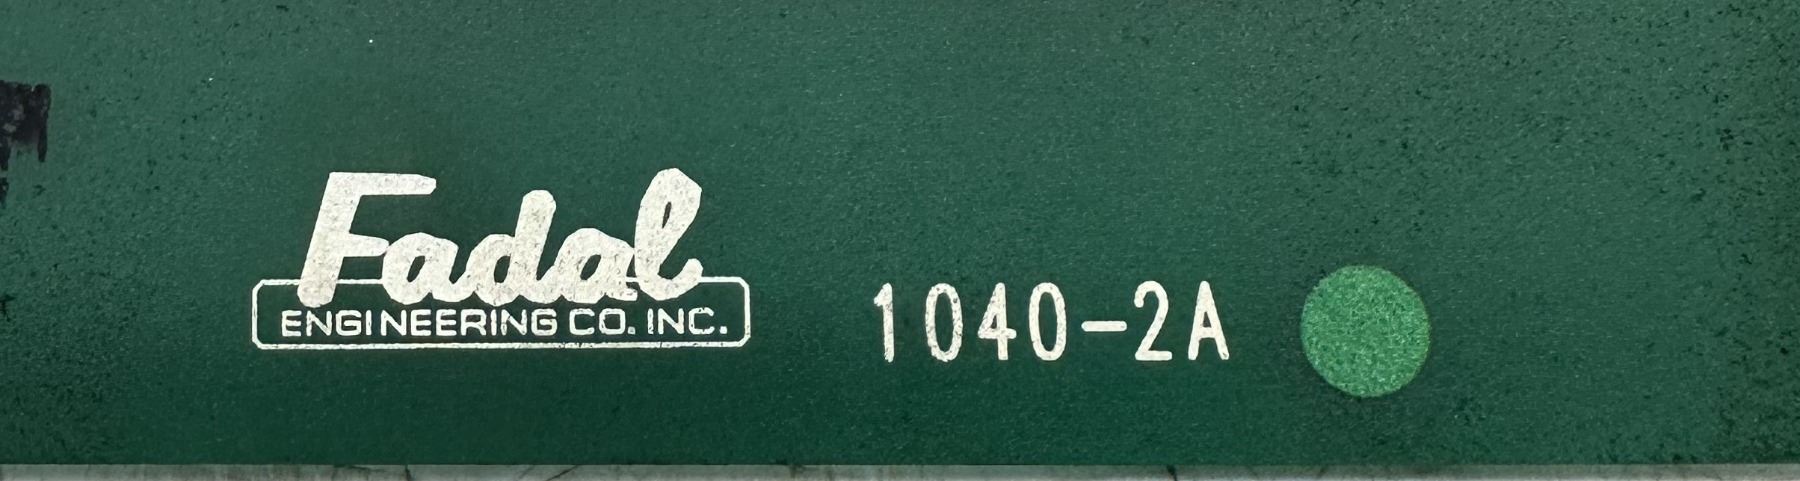 Fadal
ENGINEERING CO. INC.
1040-2A